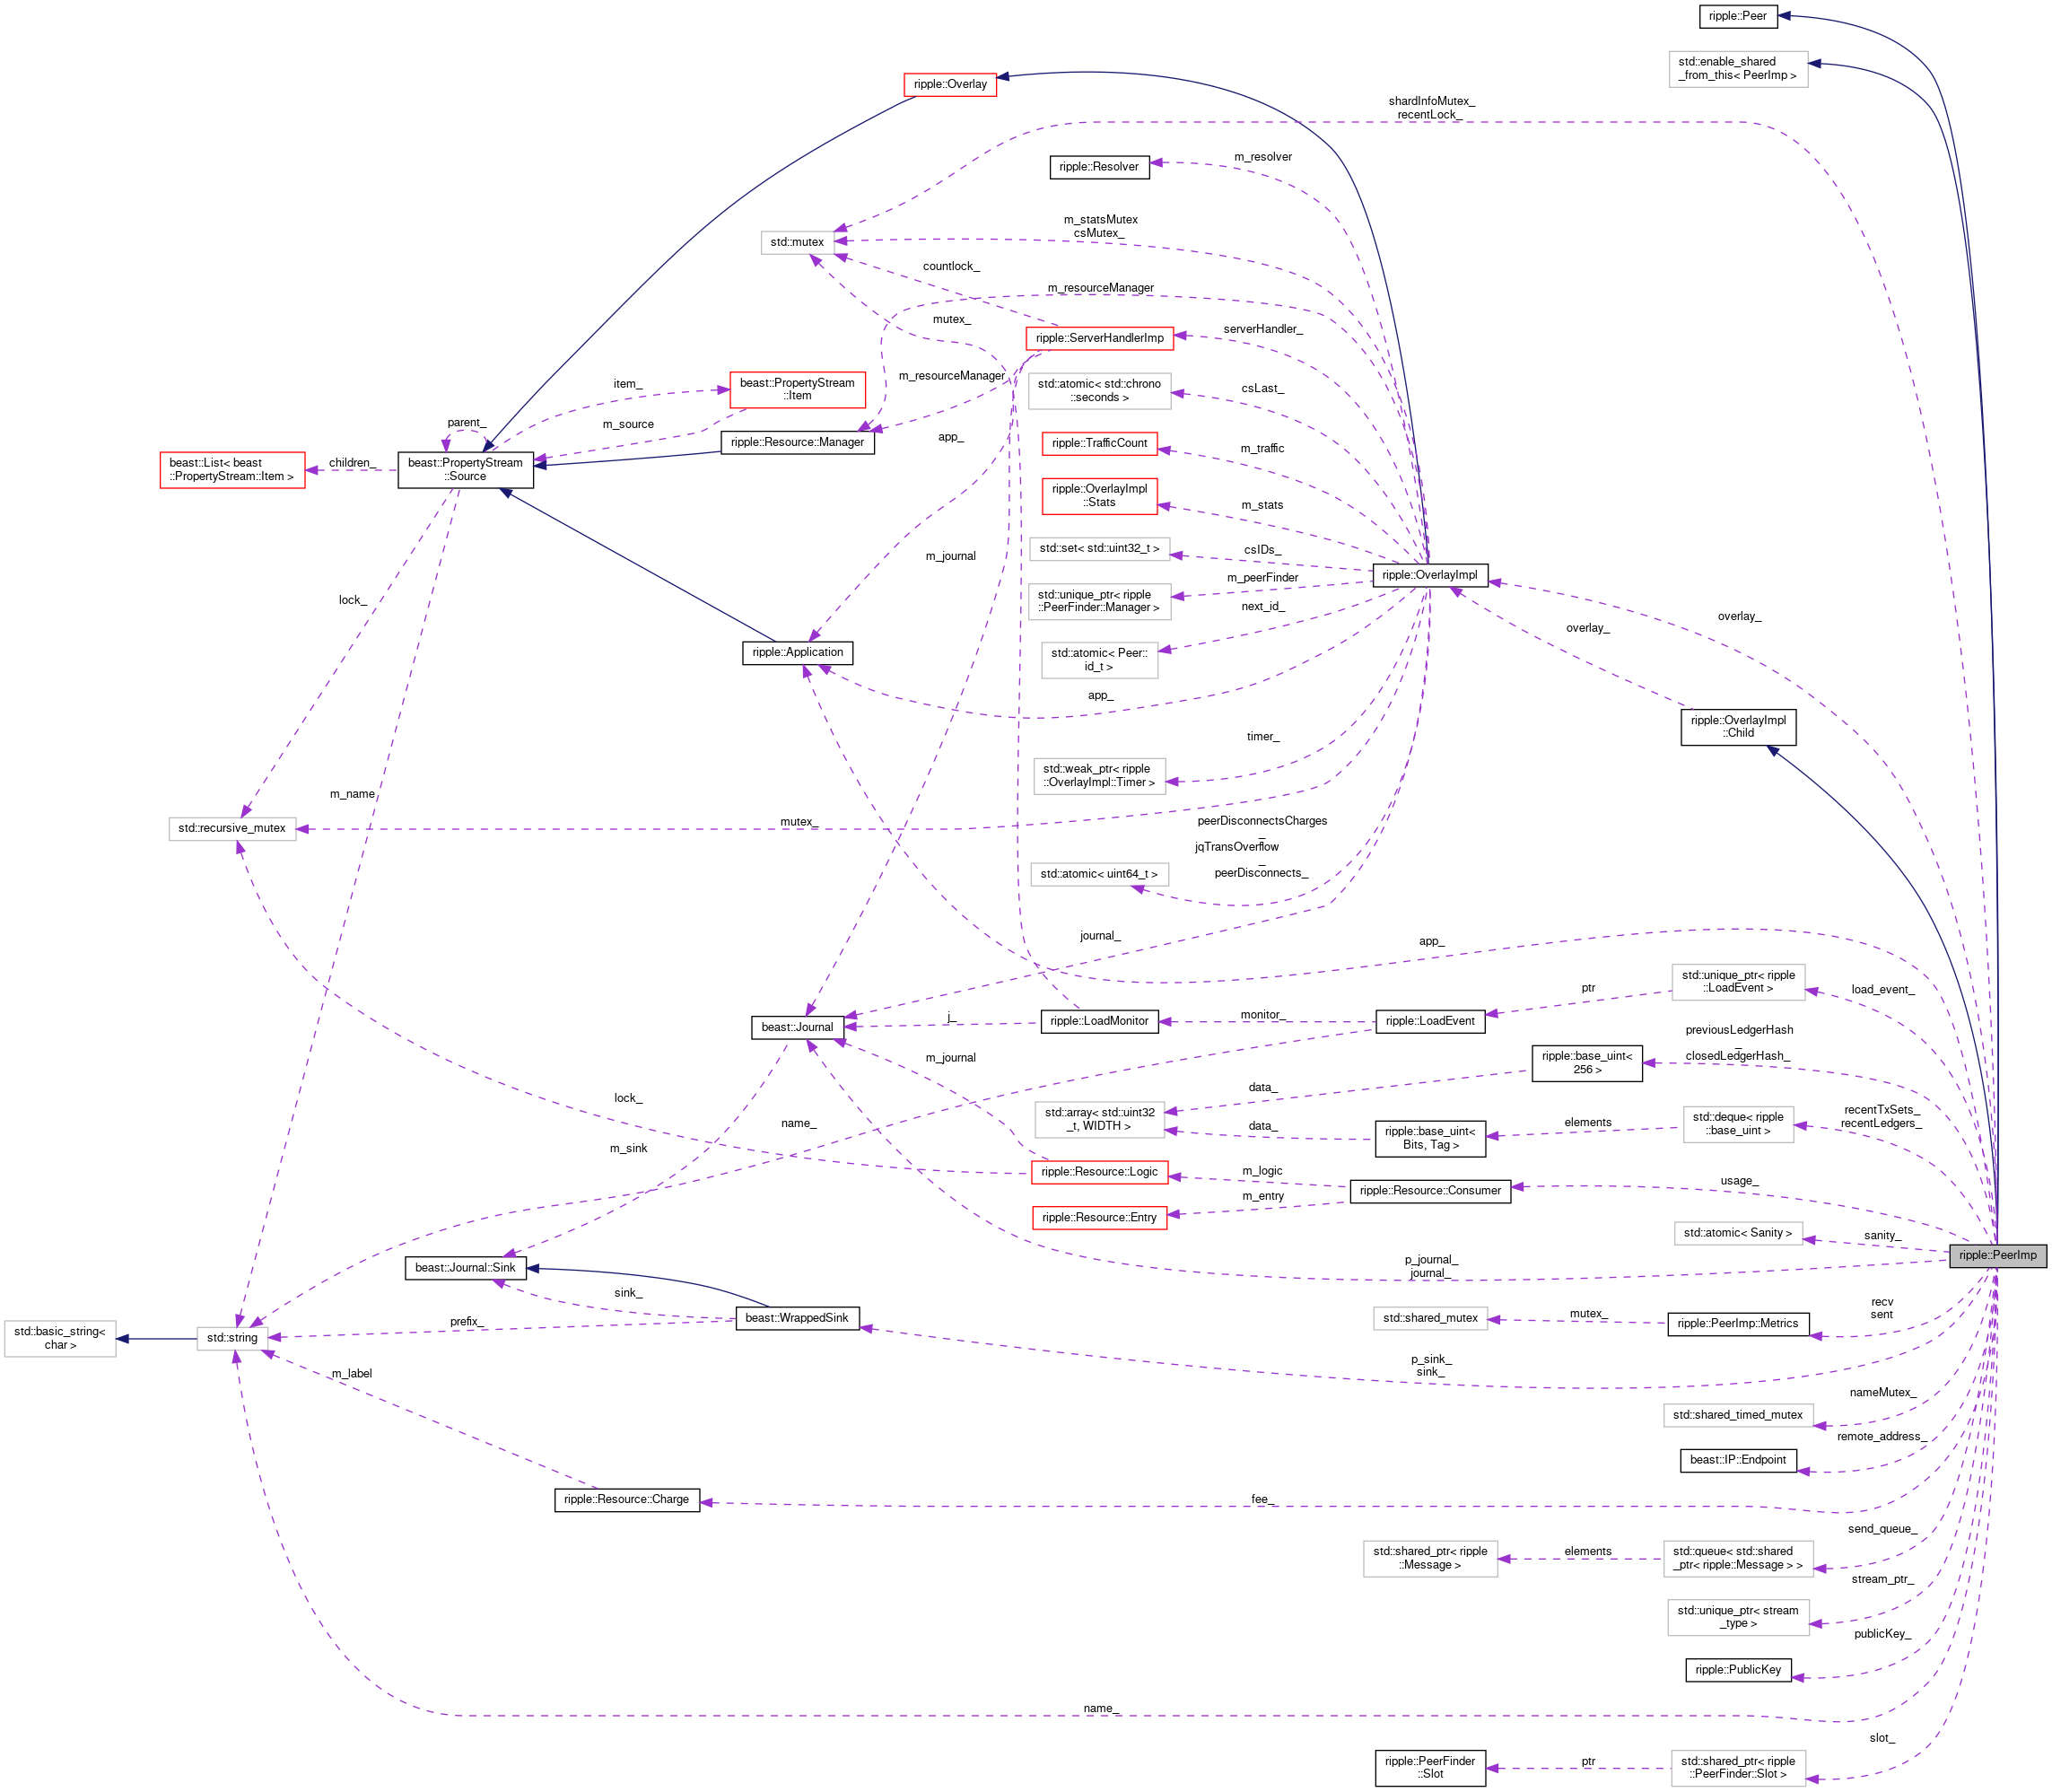 ripple::Peer
std::enable_shared
_from_this< PeerImp >
ripple::Overlay
shardInfoMutex_
recentLock_
ripple::Resolver
m_resolver
std::mutex
m_statsMutex
csMutex_
countlock_
m_resourceManager
mutex_
ripple::ServerHandlerImp
serverHandler_
item_
beast::PropertyStream
::Item
m_resourceManager
std::atomic< std::chrono
::seconds >
csLast_
parent_
m_source
ripple::Resource::Manager
app_
ripple::TrafficCount
m_traffic
beast::List< beast
::PropertyStream::Item >
children_
beast::PropertyStream
::Source
ripple::OverlayImpl
::Stats
m_stats
std::set< std::uint32_t >
csIDs_
m_journal
ripple::OverlayImpl
std::unique_ptr< ripple
::PeerFinder::Manager >
m_peerFinder
lock_
next_id_
overlay_
overlay_
ripple::Application
std::atomic< Peer::
id_t >
app_
ripple::OverlayImpl
::Child
timer_
std::weak_ptr< ripple
::OverlayImpl::Timer >
m_name
std::recursive_mutex
mutex_
peerDisconnectsCharges
_
jqTransOverflow
_
peerDisconnects_
std::atomic< uint64_t >
journal_
app_
std::unique_ptr< ripple
::LoadEvent >
load_event_
ptr
beast::Journal
j_
ripple::LoadMonitor
monitor_
ripple::LoadEvent
previousLedgerHash
_
closedLedgerHash_
m_journal
ripple::base_uint<
256 >
data_
lock_
name_
std::array< std::uint32
_t, WIDTH >
data_
ripple::base_uint<
Bits, Tag >
elements
std::deque< ripple
::base_uint >
recentTxSets_
recentLedgers_
m_sink
ripple::Resource::Logic
m_logic
ripple::Resource::Consumer
usage_
ripple::Resource::Entry
m_entry
std::atomic< Sanity >
sanity_
ripple::PeerImp
beast::Journal::Sink
p_journal_
journal_
sink_
beast::WrappedSink
prefix_
std::basic_string<
char >
std::string
std::shared_mutex
mutex_
ripple::PeerImp::Metrics
recv
sent
m_label
p_sink_
sink_
nameMutex_
std::shared_timed_mutex
remote_address_
beast::IP::Endpoint
ripple::Resource::Charge
fee_
send_queue_
std::shared_ptr< ripple
::Message >
elements
std::queue< std::shared
_ptr< ripple::Message > >
stream_ptr_
std::unique_ptr< stream
_type >
publicKey_
ripple::PublicKey
name_
slot_
ripple::PeerFinder
::Slot
ptr
std::shared_ptr< ripple
::PeerFinder::Slot >